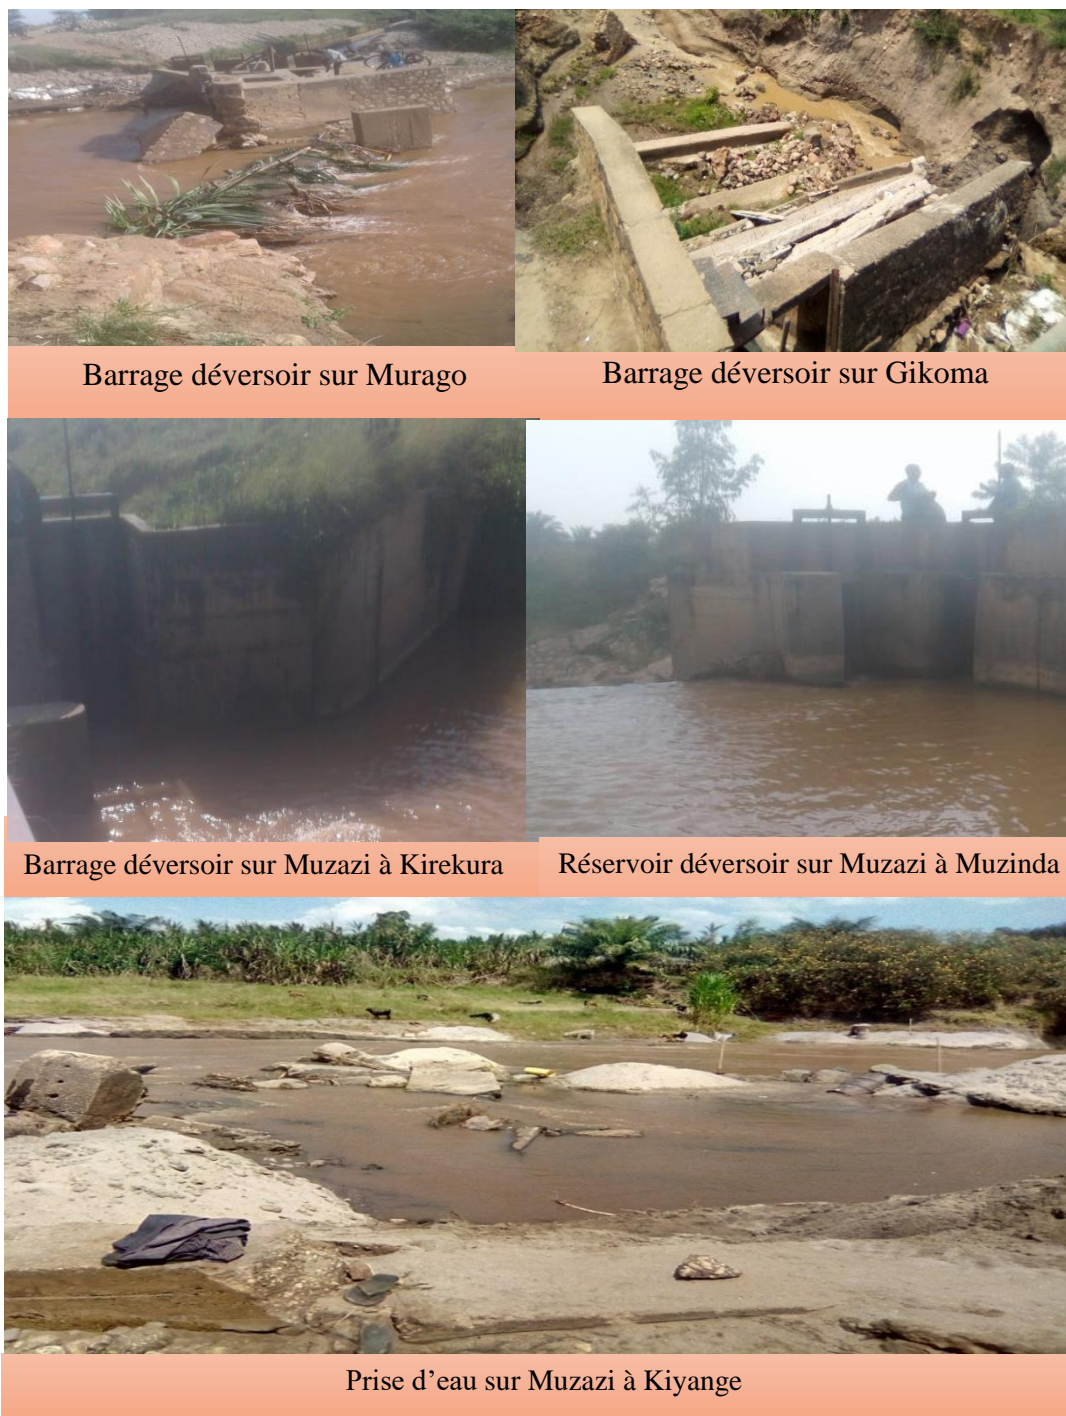 Barrage déversoir sur Murago
Barrage déversoir sur Gikoma
Barrage déversoir sur Muzazi à Kirekura
Réservoir déversoir sur Muzazi à Muzinda
Prise d’eau sur Muzazi à Kiyange